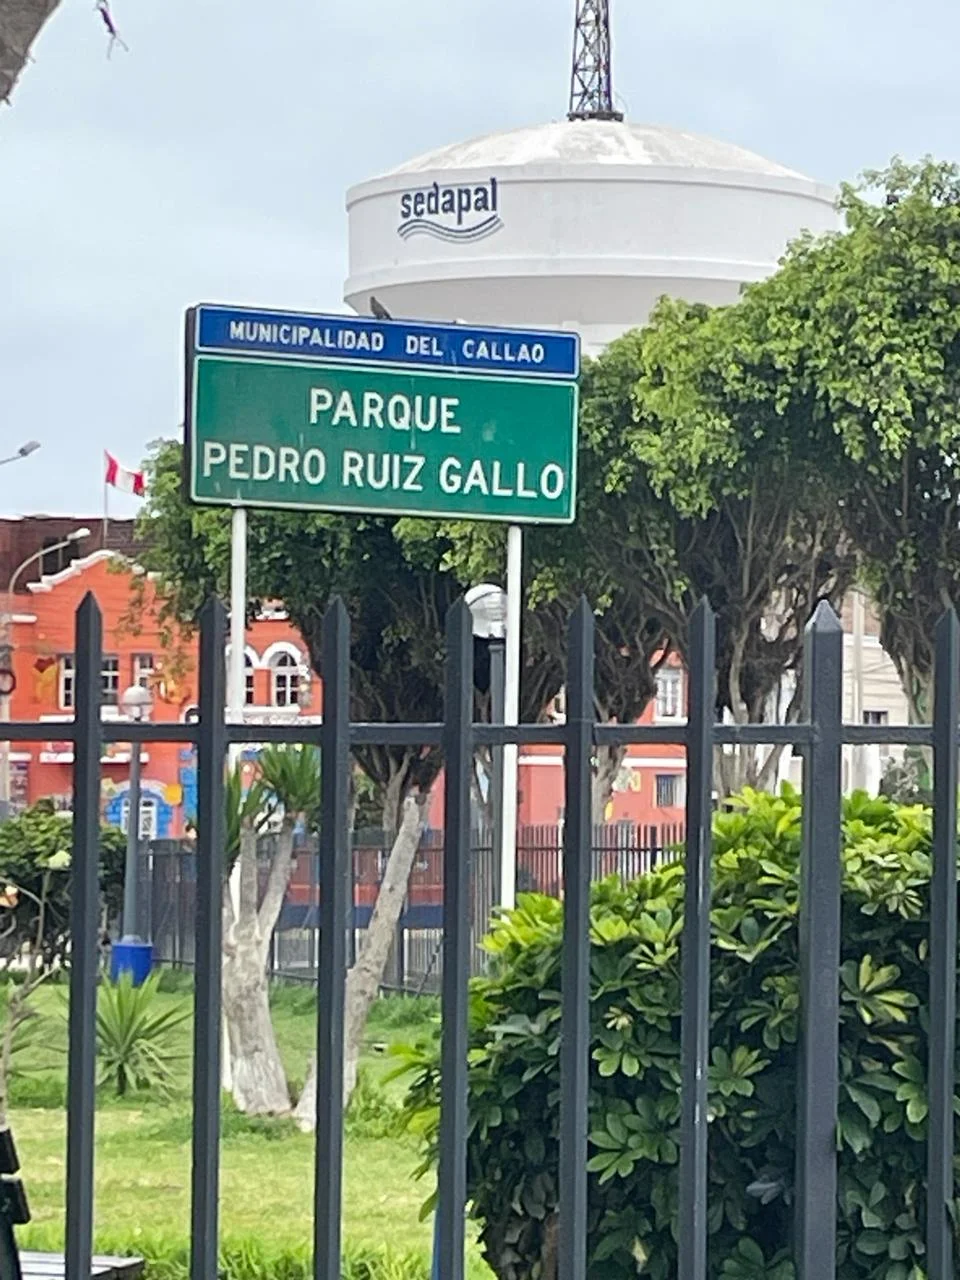 sedapal
MUNICIPALIDAD DEL CALLAO
PARQUE
PEDRO RUIZ GALLO